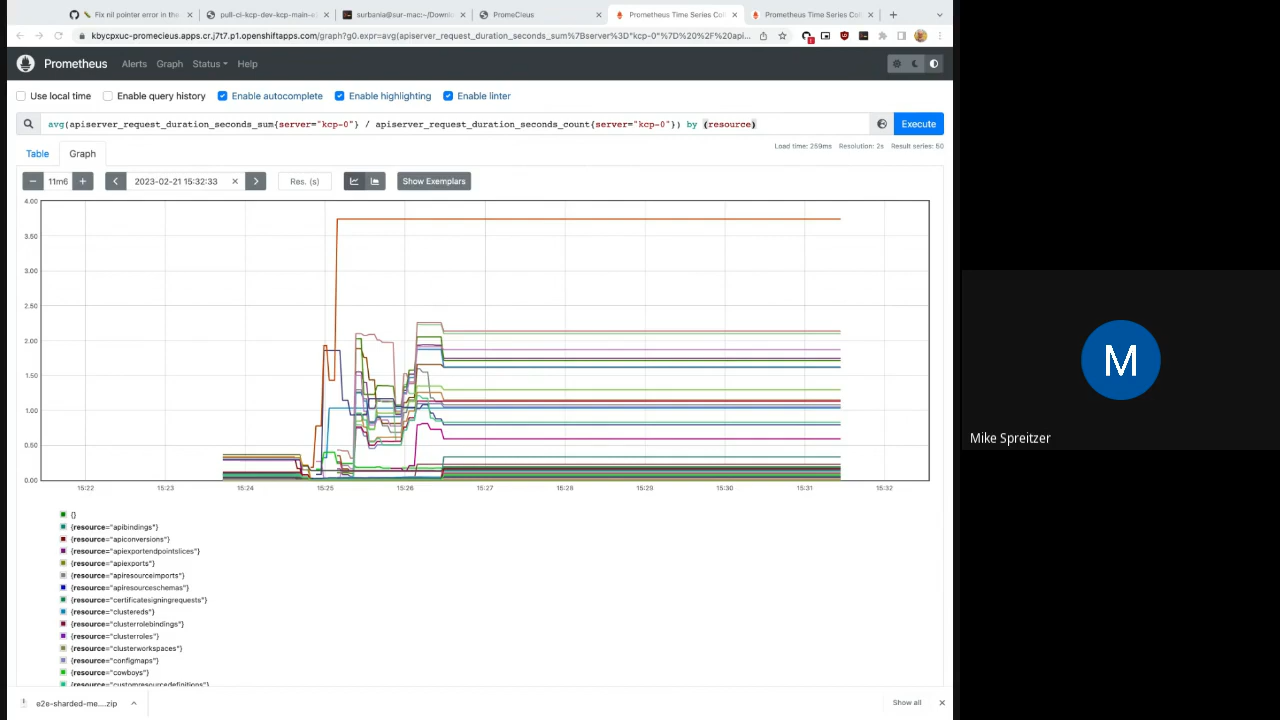 Fix nil pointer error in the
pull-ci-kcp-dev-kcp-main-e
surbania@sur-mac:~/Downl
PromeCIeus
Prometheus Time Series Coll
Prometheus Time Series Coll
kbycpxuc-promecieus.apps.cr.j7t7.p1.openshiftapps.com/graph?g0.expr=avg(apiserver_request_duration_seconds_sum%7Bserver%3D"kcp-0"%7D%20%2F%20api...
Prometheus Alerts Graph Status Help
Use local time Enable query history Enable autocomplete Enable highlighting Enable linter
avg(apiserver_request_duration_seconds_sum{server="kcp-0"} / apiserver_request_duration_seconds_count{server="kcp-0"}) by (resource)
Execute
Load time: 259ms Resolution: 2s Result series: 50
Table Graph
− 11m6 + 2023-02-21 15:32:33 Res. (s) Show Exemplars
4.00
3.50
3.00
2.50
2.00
1.50
1.00
0.50
0.00
15:22 15:23 15:24 15:25 15:26 15:27 15:28 15:29 15:30 15:31 15:32
{}
{resource="apibindings"}
{resource="apiconversions"}
{resource="apiexportendpointslices"}
{resource="apiexports"}
{resource="apiresourceimports"}
{resource="apiresourceschemas"}
{resource="certificatesigningrequests"}
{resource="clustereds"}
{resource="clusterrolebindings"}
{resource="clusterroles"}
{resource="clusterworkspaces"}
{resource="configmaps"}
{resource="cowboys"}
{resource="customresourcedefinitions"}
e2e-sharded-me....zip
Show all
M
Mike Spreitzer